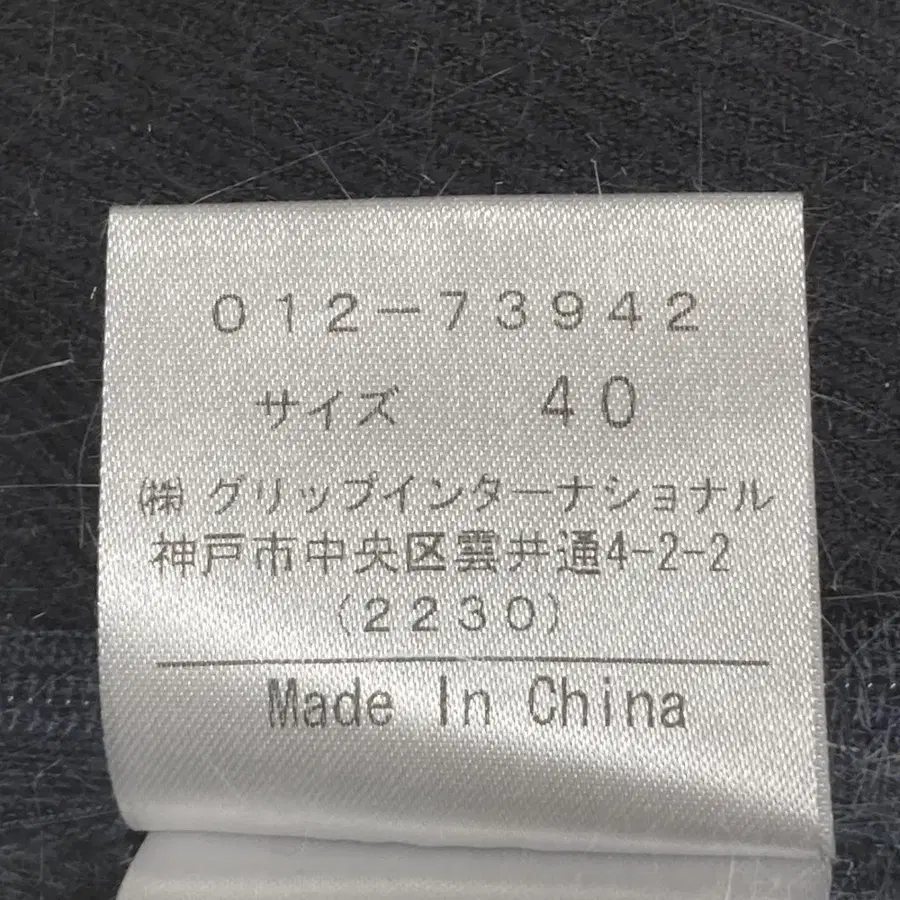 012-73942
サイズ 40
㈱グリップインターナショナル
神戸市中央区雲井通4-2-2
(2230)
Made In China